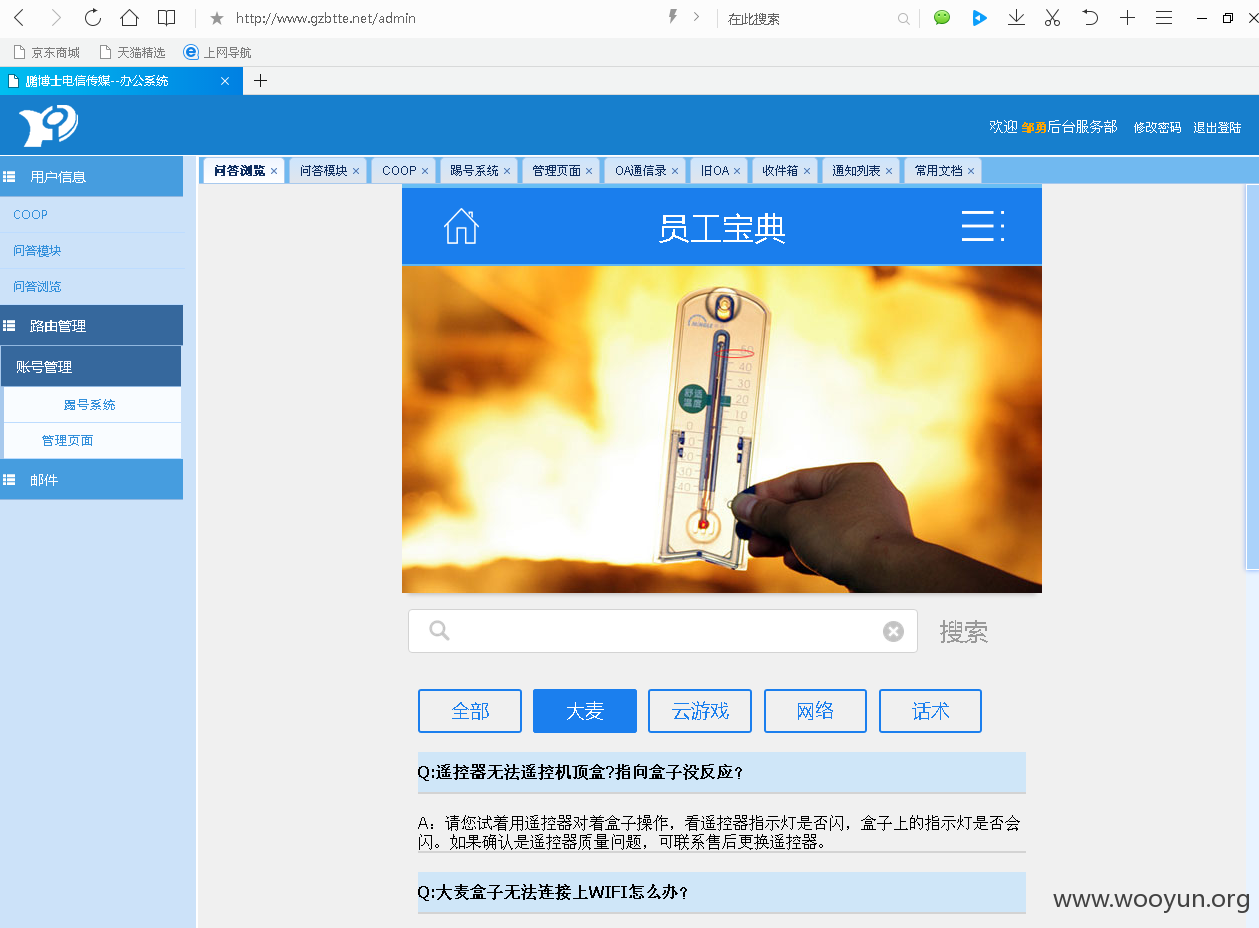 http://www.gzbtte.net/admin
在此搜索
京东商城
天猫精选
上网导航
鹏博士电信传媒--办公系统
欢迎 邹勇后台服务部 修改密码 退出登陆
用户信息
COOP
问答模块
问答浏览
路由管理
账号管理
踢号系统
管理页面
邮件
问答浏览
问答模块
COOP
踢号系统
管理页面
OA通信录
旧OA
收件箱
通知列表
常用文档
员工宝典
50
40
30
20
10
0
舒适
温度
搜索
全部
大麦
云游戏
网络
话术
Q:遥控器无法遥控机顶盒?指向盒子没反应?
A：请您试着用遥控器对着盒子操作，看遥控器指示灯是否闪，盒子上的指示灯是否会
闪。如果确认是遥控器质量问题，可联系售后更换遥控器。
Q:大麦盒子无法连接上WIFI怎么办?
www.wooyun.org